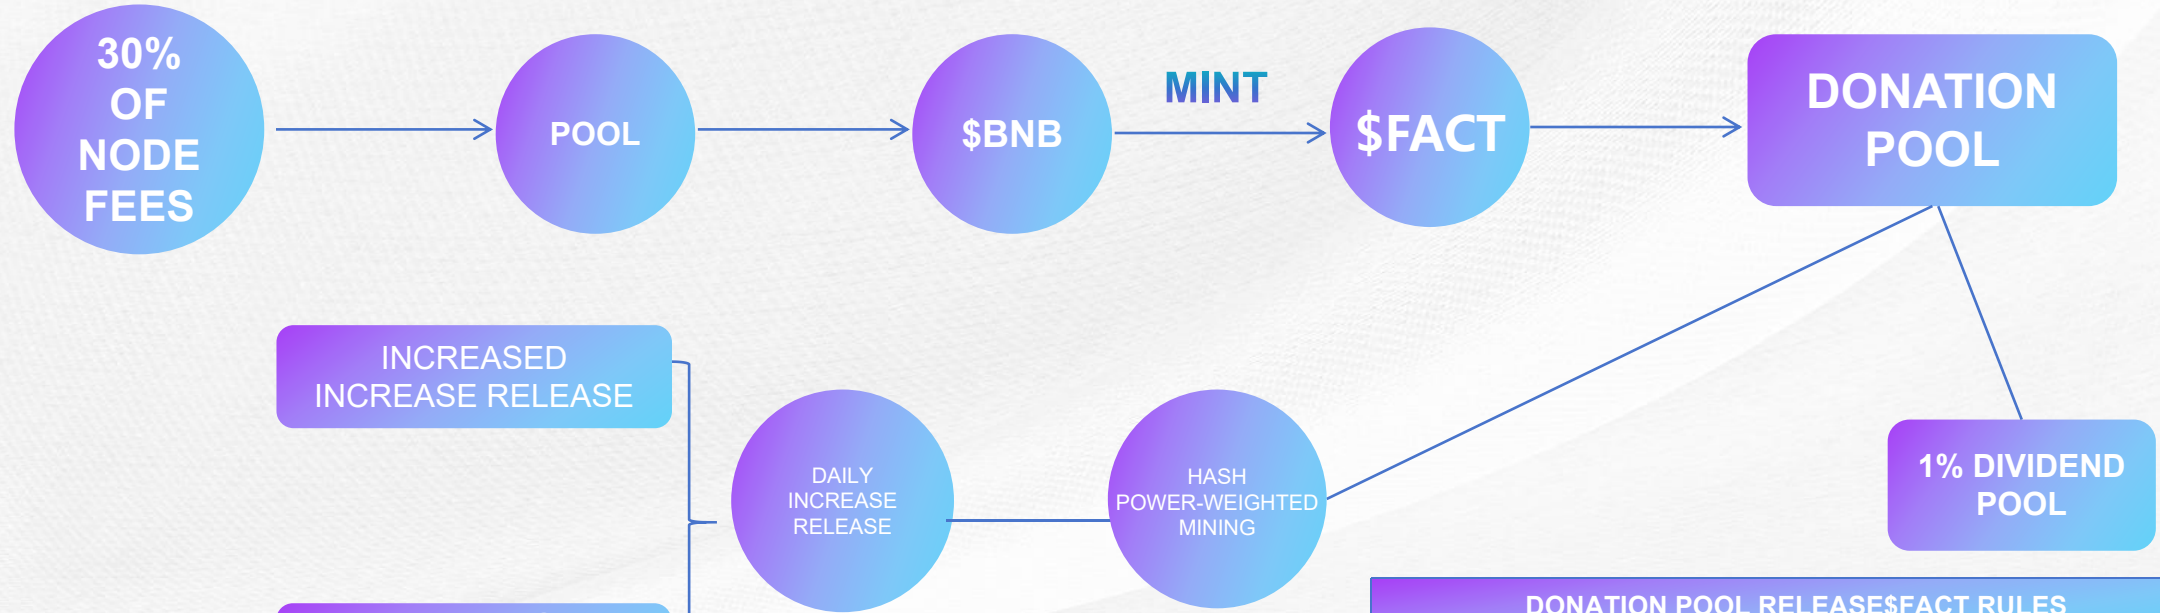 30%
OF
NODE
FEES
POOL
$BNB
MINT
$FACT
DONATION
POOL
INCREASED
INCREASE RELEASE
DAILY
INCREASE
RELEASE
HASH
POWER-WEIGHTED
MINING
1% DIVIDEND
POOL
DONATION POOL RELEASE$FACT RULES